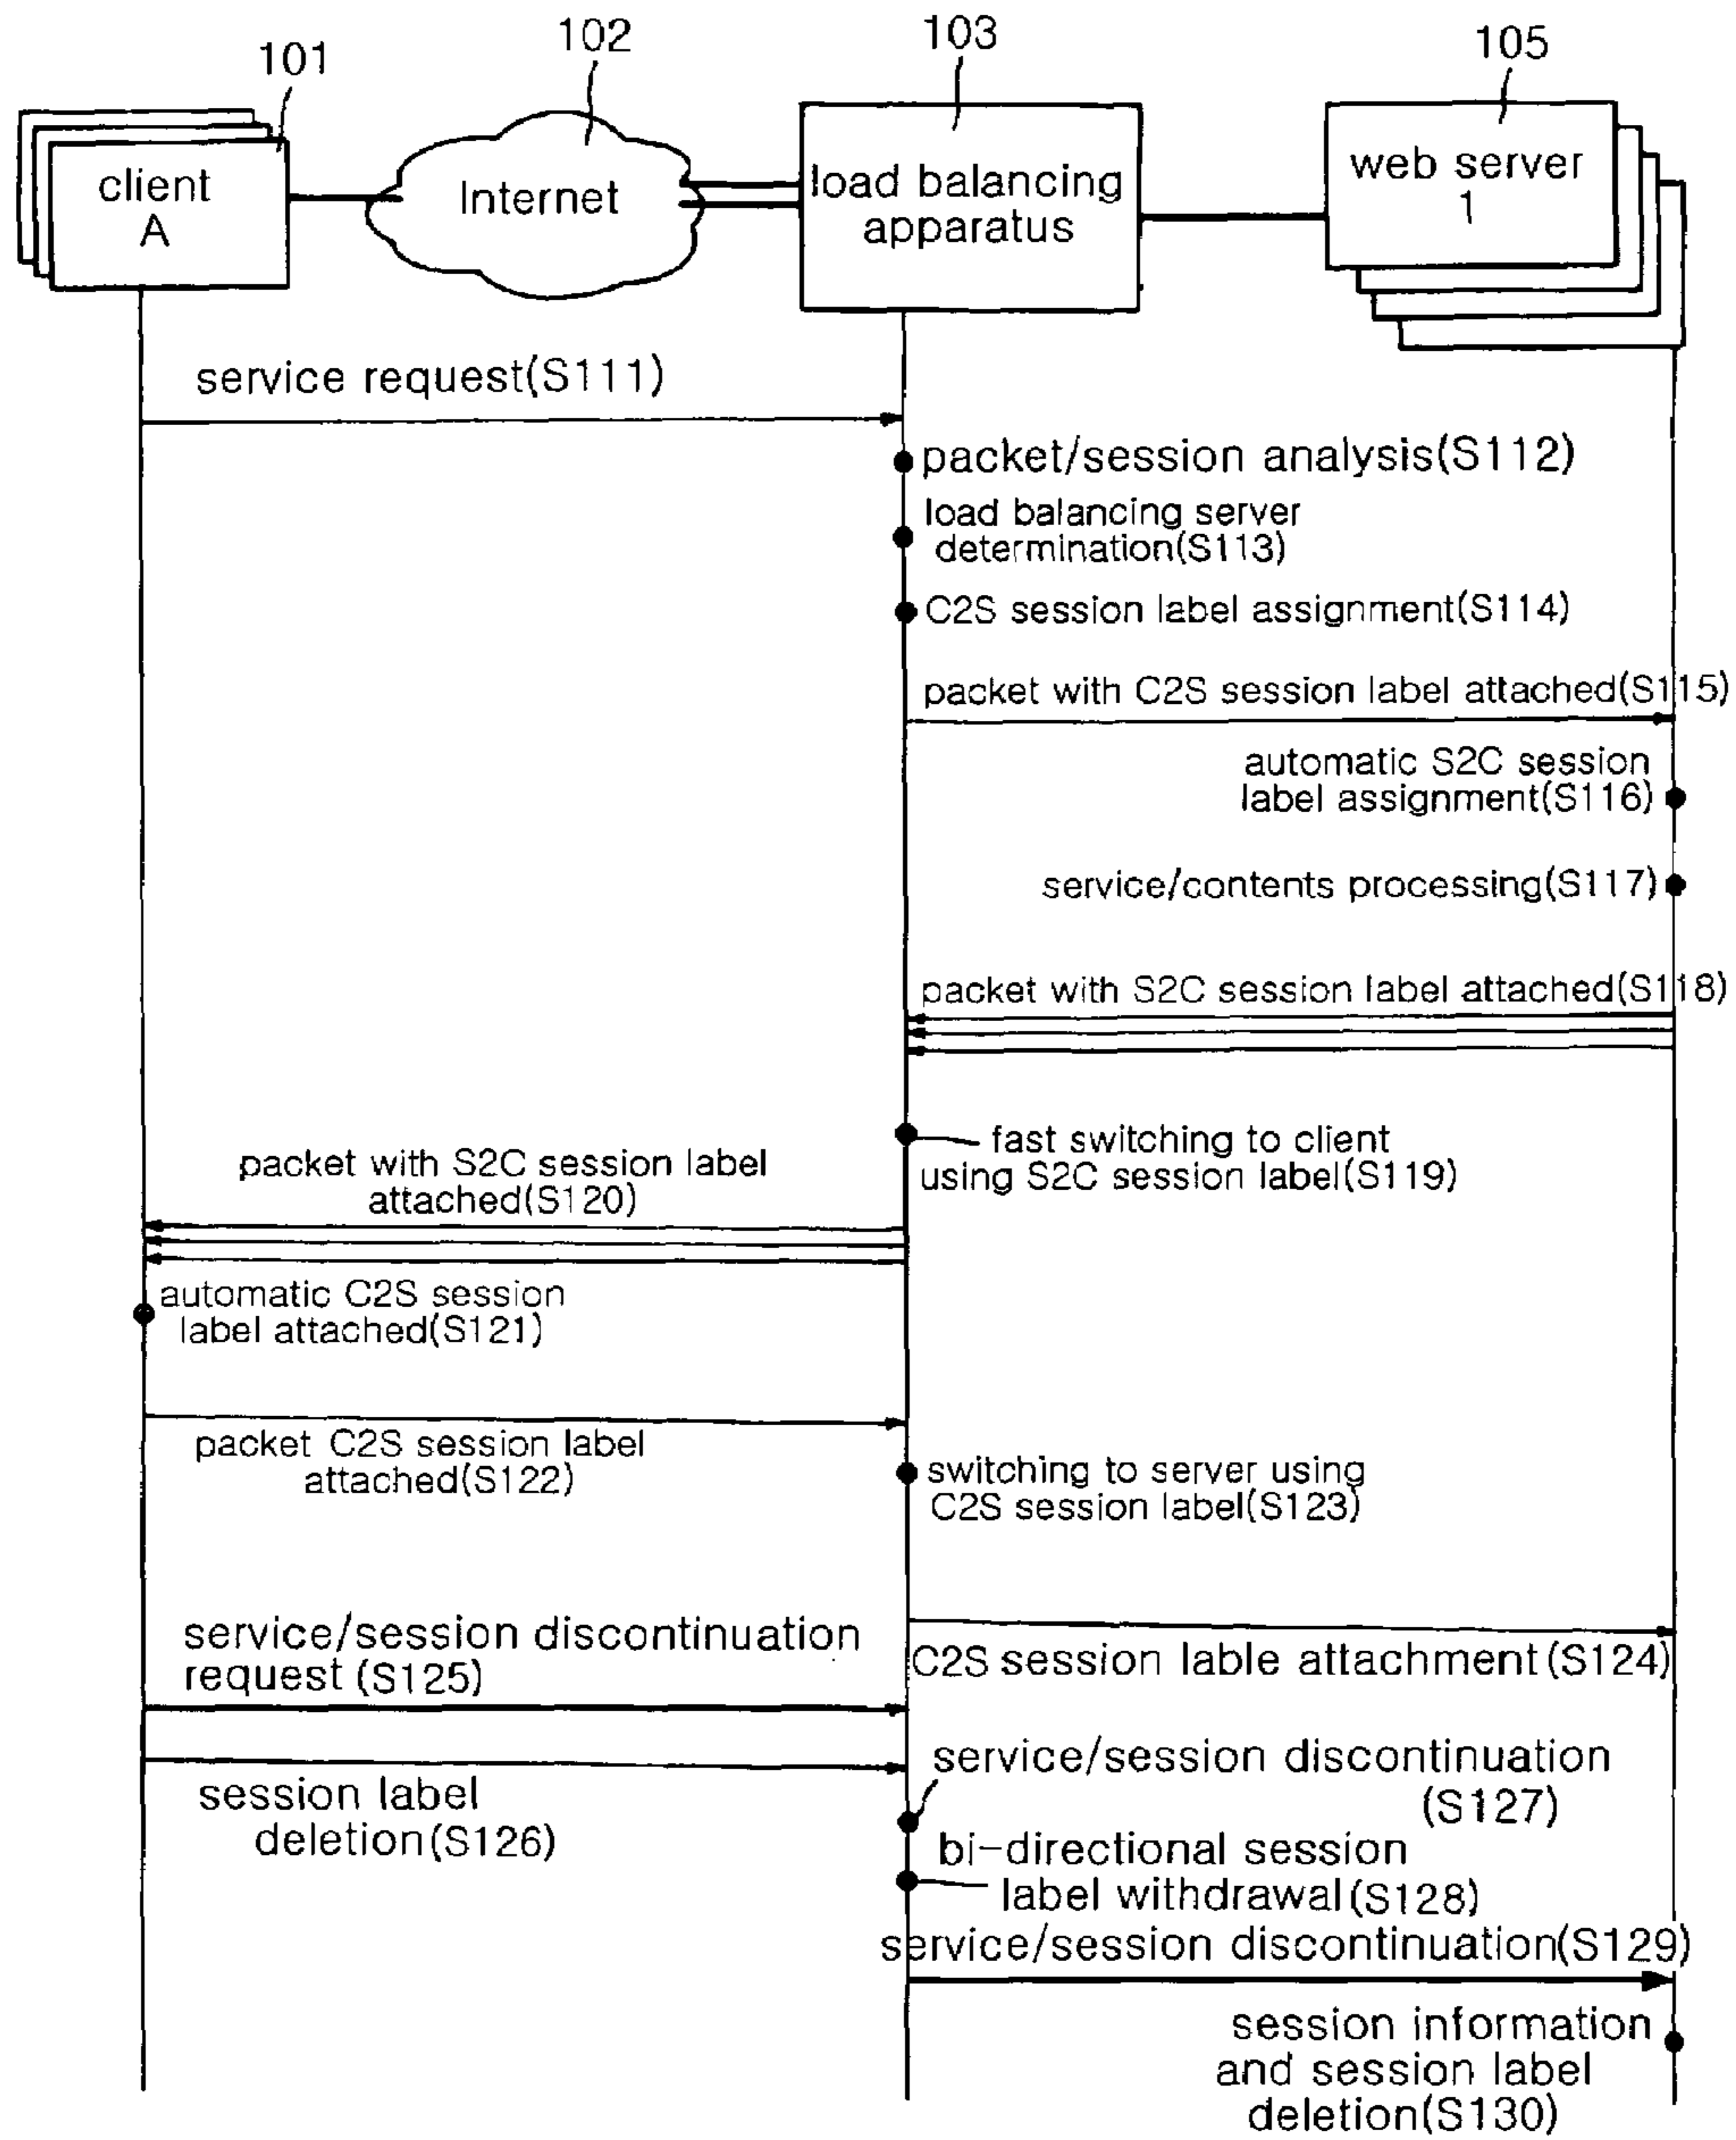 101
102
103
105
client
A
Internet
load balancing
apparatus
web server
1
service request(S111)
packet/session analysis(S112)
load balancing server
determination(S113)
C2S session label assignment(S114)
packet with C2S session label attached(S115)
automatic S2C session
label assignment(S116)
service/contents processing(S117)
packet with S2C session label attached(S118)
fast switching to client
using S2C session label(S119)
packet with S2C session label
attached(S120)
automatic C2S session
label attached(S121)
packet C2S session label
attached(S122)
switching to server using
C2S session label(S123)
C2S session lable attachment(S124)
service/session discontinuation
request(S125)
session label
deletion(S126)
service/session discontinuation
(S127)
bi-directional session
label withdrawal(S128)
service/session discontinuation(S129)
session information
and session label
deletion(S130)